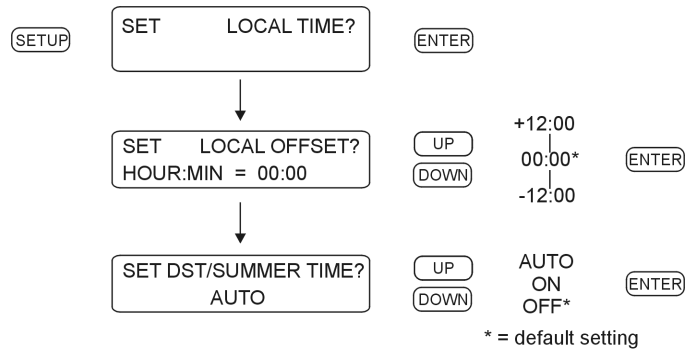 SETUP
SET LOCAL TIME?
ENTER
SET LOCAL OFFSET?
HOUR:MIN = 00:00
UP
DOWN
+12:00
00:00*
-12:00
ENTER
SET DST/SUMMER TIME?
AUTO
UP
DOWN
AUTO
ON
OFF*
ENTER
* = default setting